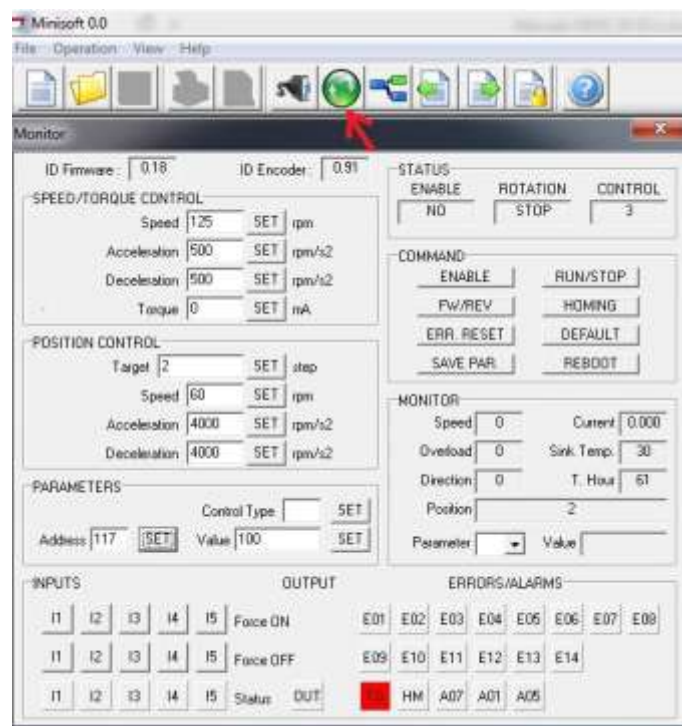 Minisoft 0.0
File Operation View Help
Monitor
ID Firmware : 0.18 ID Encoder : 0.91
SPEED/TORQUE CONTROL
Speed 125 SET rpm
Acceleration 500 SET rpm/s2
Deceleration 500 SET rpm/s2
Torque 0 SET mA
POSITION CONTROL
Target 2 SET step
Speed 60 SET rpm
Acceleration 4000 SET rpm/s2
Deceleration 4000 SET rpm/s2
PARAMETERS
Control Type SET
Address 117 SET Value 100 SET
STATUS
ENABLE ROTATION CONTROL
NO STOP 3
COMMAND
ENABLE RUN/STOP
FW/REV HOMING
ERR. RESET DEFAULT
SAVE PAR. REBOOT
MONITOR
Speed 0 Current 0.000
Overload 0 Sink Temp. 30
Direction 0 T. Hour 61
Position 2
Parameter Value
INPUTS OUTPUT
I1 I2 I3 I4 I5 Force ON
I1 I2 I3 I4 I5 Force OFF
I1 I2 I3 I4 I5 Status OUT
ERRORS/ALARMS
E01 E02 E03 E04 E05 E06 E07 E08
E09 E10 E11 E12 E13 E14
HM A07 A01 A05